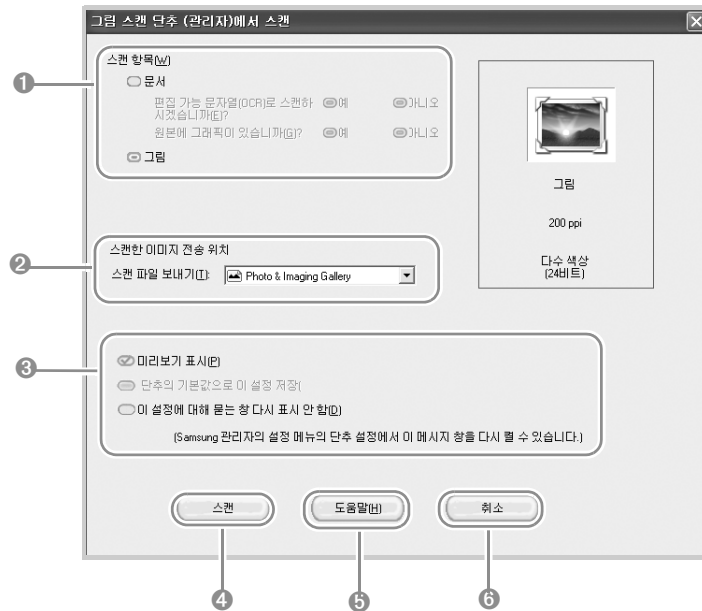 그림 스캔 단추 (관리자)에서 스캔
❶
스캔 항목(W)
문서
편집 가능 문자열(OCR)로 스캔하 예 아니오
시겠습니까(E)?
원본에 그래픽이 있습니까(G)? 예 아니오
그림
그림
200 ppi
다수 색상
(24비트)
❷
스캔한 이미지 전송 위치
스캔 파일 보내기(T): Photo & Imaging Gallery
❸
미리보기 표시(P)
단추의 기본값으로 이 설정 저장(
이 설정에 대해 묻는 창 다시 표시 안 함(D)
(Samsung 관리자의 설정 메뉴의 단추 설정에서 이 메시지 창을 다시 켤 수 있습니다.)
스캔 도움말(H) 취소
❹ ❺ ❻